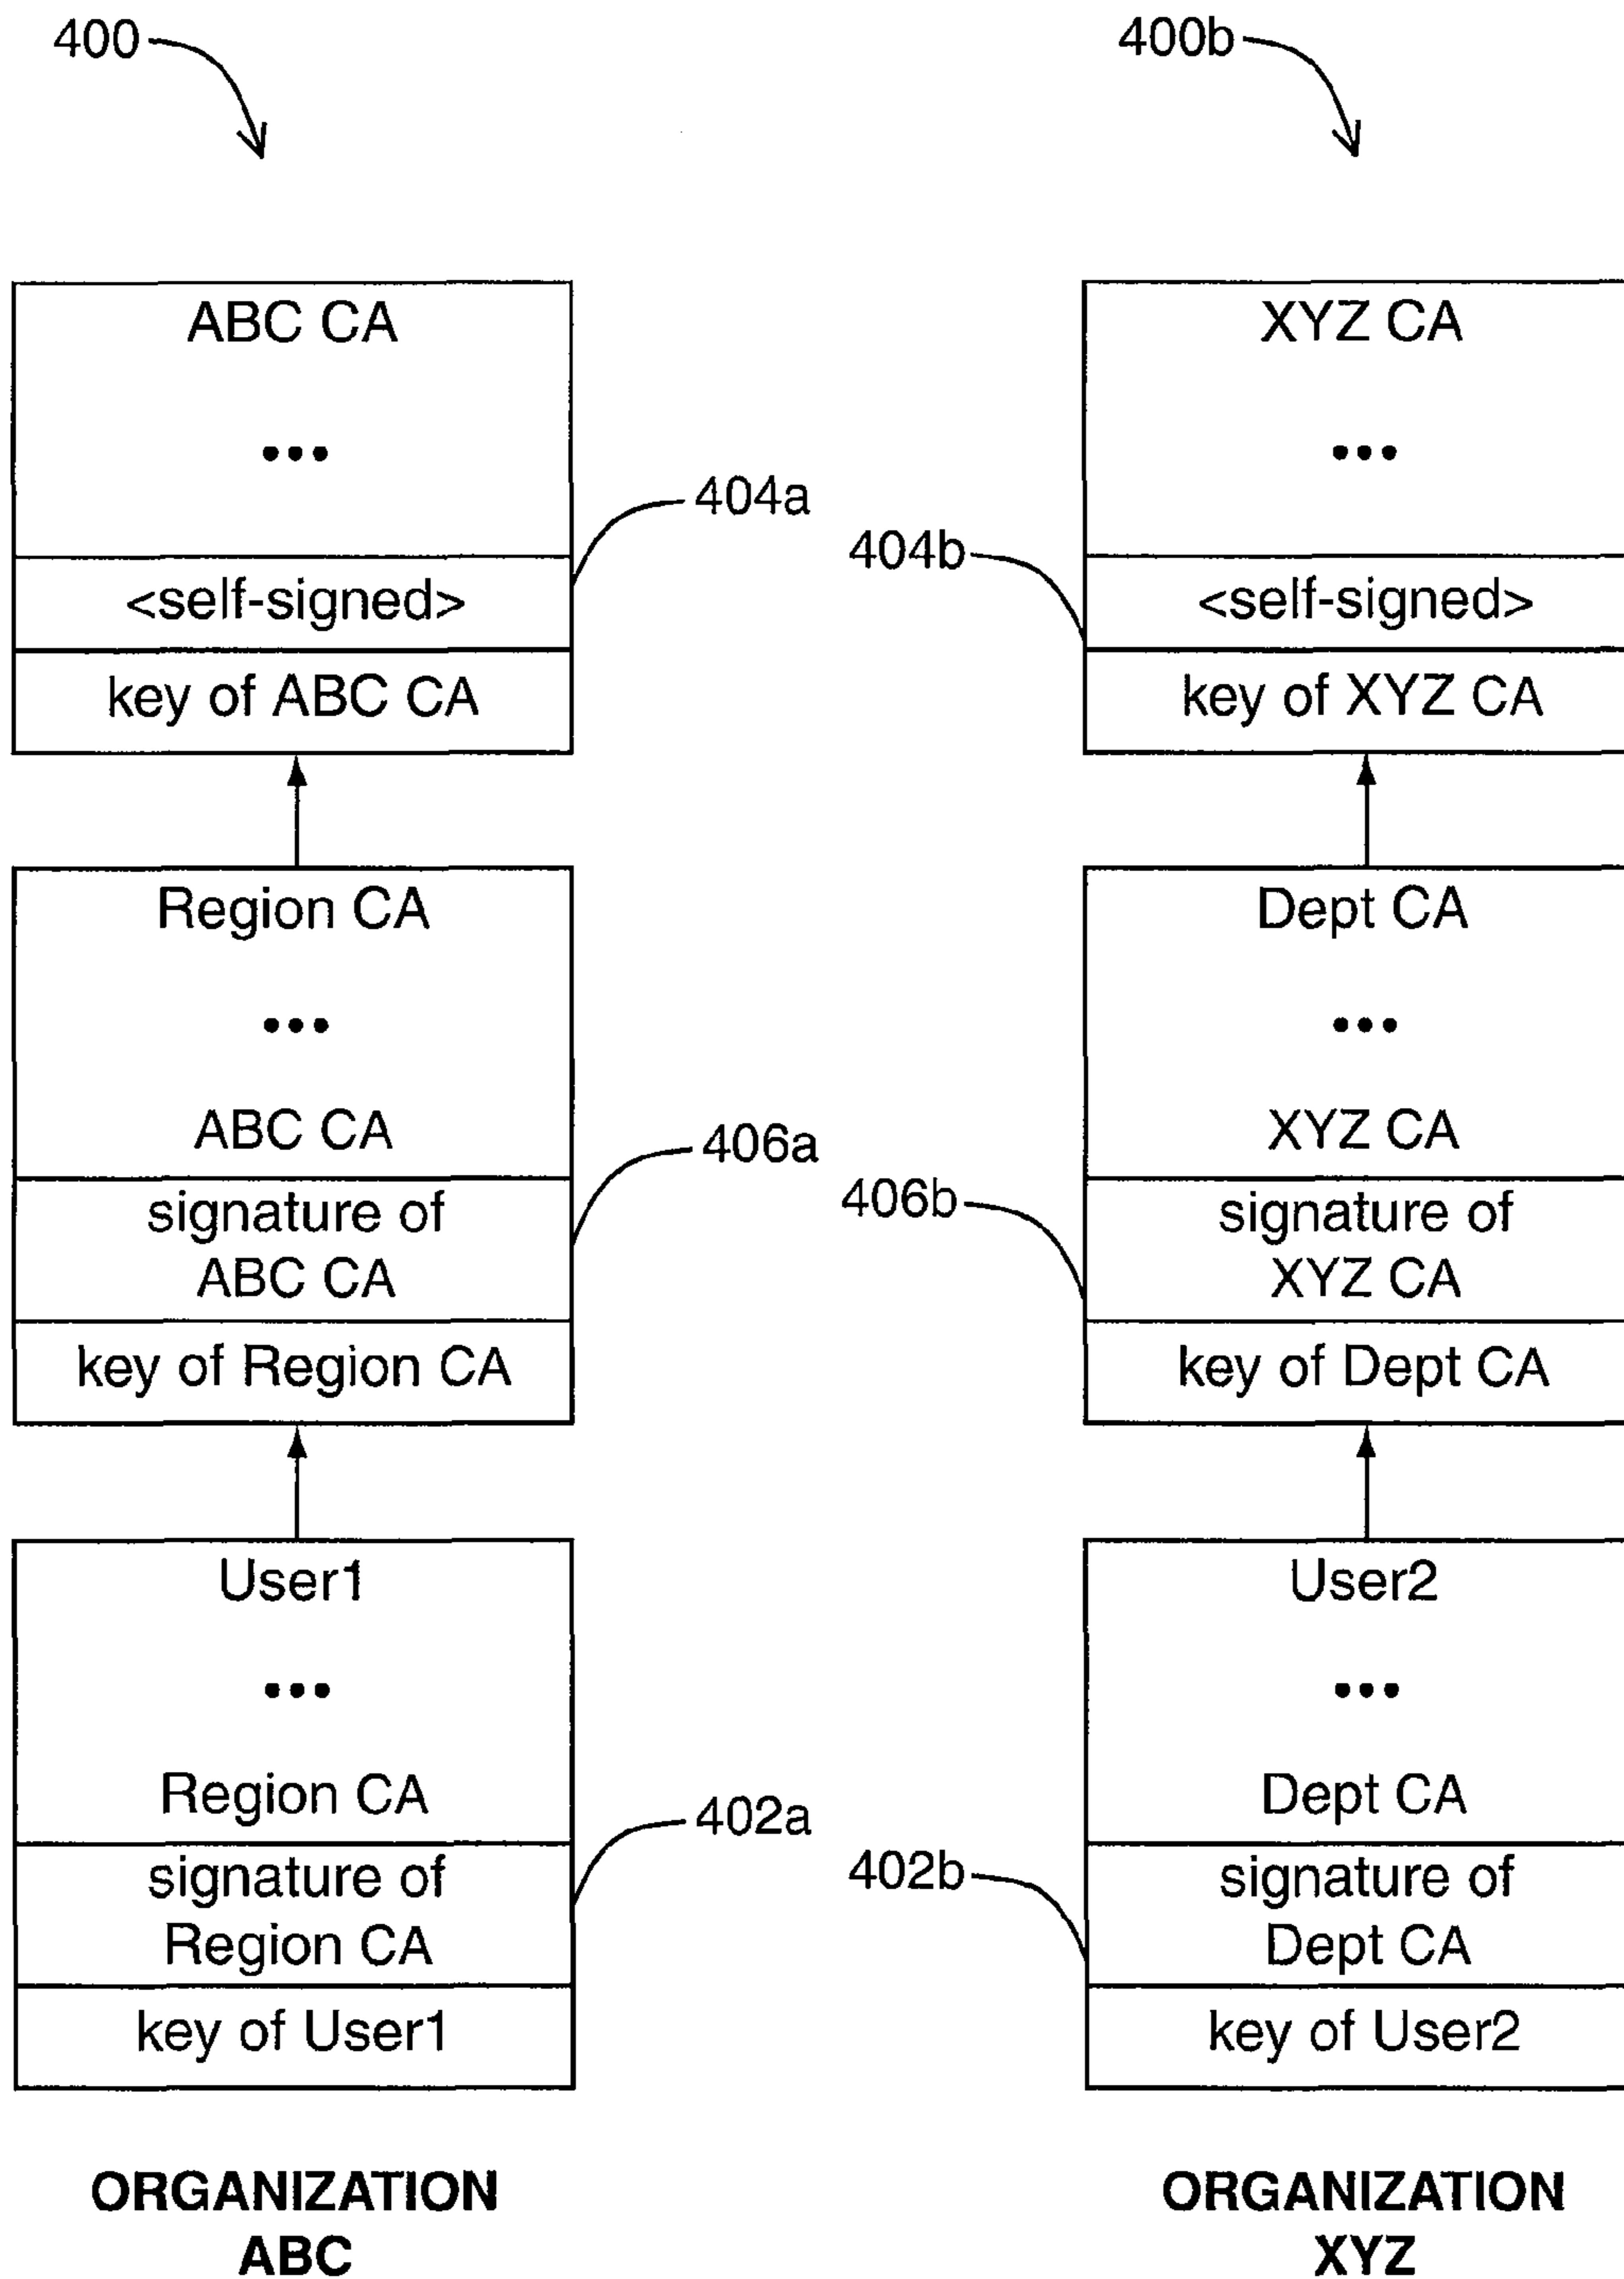 400
400b
ABC CA
•••
404a
<self-signed>
key of ABC CA
Region CA
•••
ABC CA
406a
signature of
ABC CA
key of Region CA
User1
•••
Region CA
402a
signature of
Region CA
key of User1
ORGANIZATION
ABC
XYZ CA
•••
404b
<self-signed>
key of XYZ CA
Dept CA
•••
XYZ CA
406b
signature of
XYZ CA
key of Dept CA
User2
•••
Dept CA
402b
signature of
Dept CA
key of User2
ORGANIZATION
XYZ